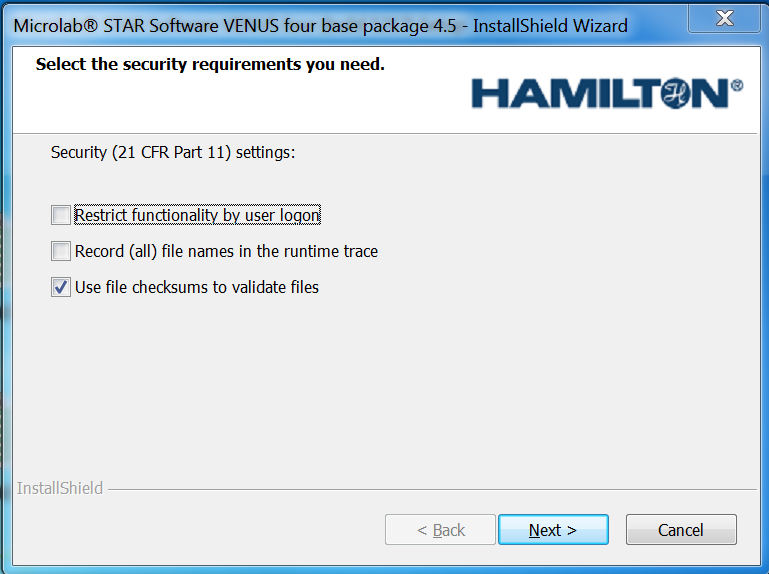 Microlab® STAR Software VENUS four base package 4.5 - InstallShield Wizard
Select the security requirements you need.
HAMILTON®
Security (21 CFR Part 11) settings:
Restrict functionality by user logon
Record (all) file names in the runtime trace
Use file checksums to validate files
InstallShield
< Back
Next >
Cancel